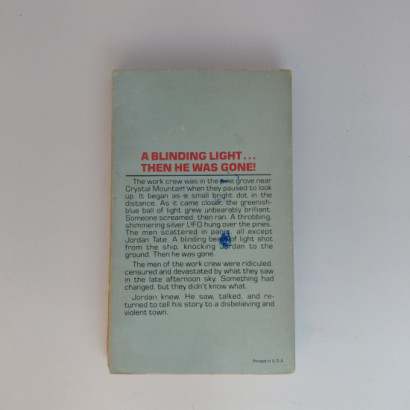 A BLINDING LIGHT...
THEN HE WAS GONE!
The work crew was in the grove near
Crystal Mountain when they paused to look
up. It began as a small bright dot in the
distance. As it came closer, the greenish-
blue ball of light grew unbearably brilliant.
Someone screamed, then ran. A throbbing,
shimmering silver UFO hung over the pines.
The men scattered in panic, all except
Jordan Tate. A blinding beam of light shot
from the ship, knocking Jordan to the
ground. Then he was gone.
The men of the work crew were ridiculed,
censured and devastated by what they saw
in the late afternoon sky. Something had
changed, but they didn't know what.
Jordan knew. He saw, talked, and re-
turned to tell his story to a disbelieving and
violent town.
Printed in U.S.A.